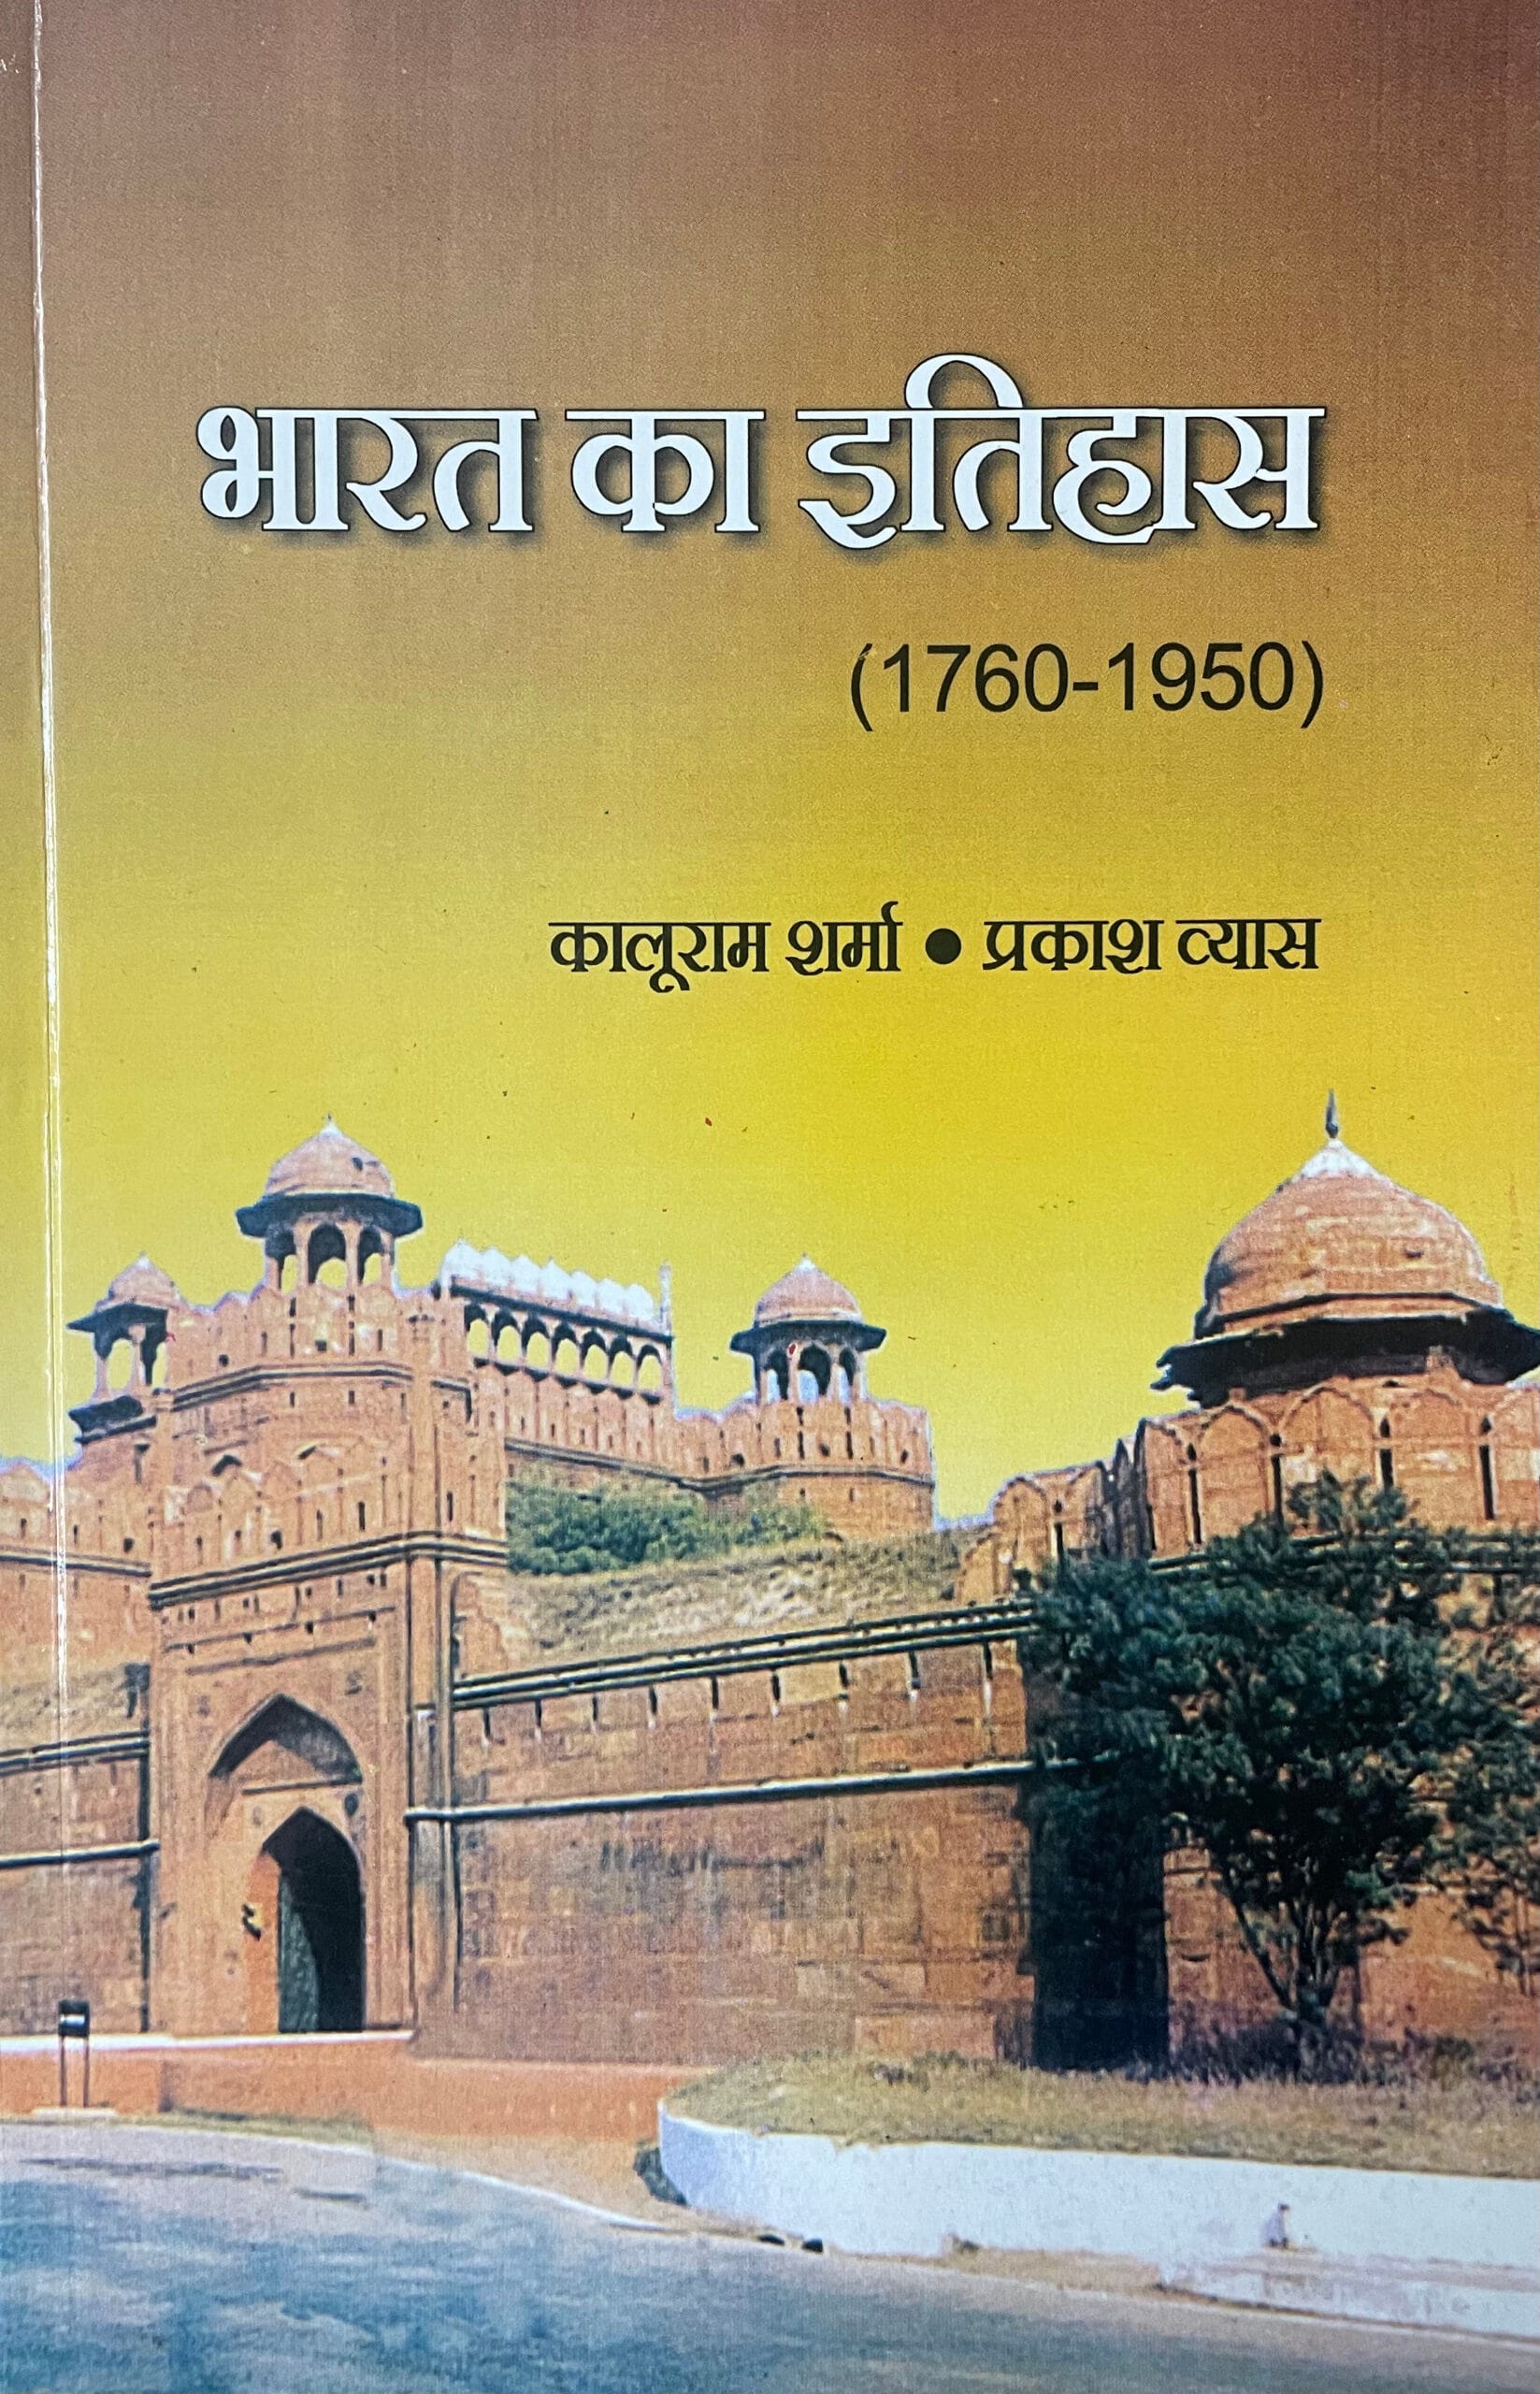 भारत का इतिहास
(1760-1950)
कालूराम शर्मा ● प्रकाश व्यास